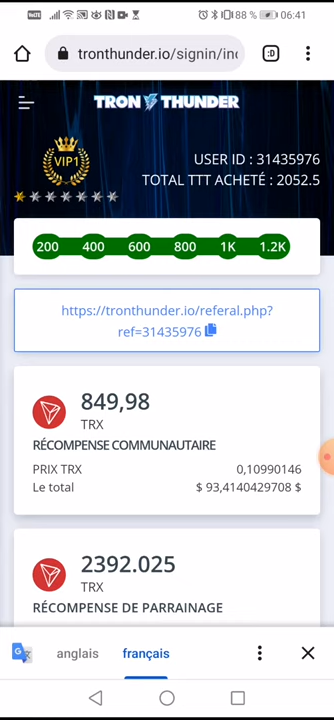 VoLTE 88 % 06:41
tronthunder.io/signin/in :D
TRON THUNDER
VIP1
USER ID : 31435976
TOTAL TTT ACHETÉ : 2052.5
200 400 600 800 1K 1.2K
https://tronthunder.io/referal.php?
ref=31435976
849,98
TRX
RÉCOMPENSE COMMUNAUTAIRE
PRIX TRX 0,10990146
Le total $ 93,4140429708 $
2392.025
TRX
RÉCOMPENSE DE PARRAINAGE
G anglais français